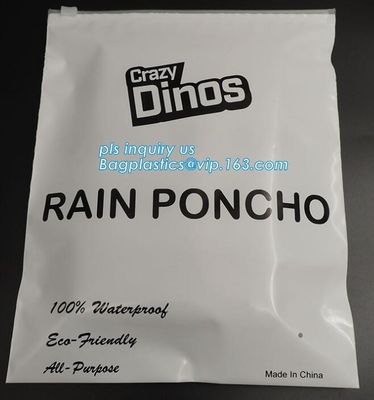 Crazy
Dinos
pls inquiry us
Bagplastics@vip.163.com
RAIN PONCHO
100% Waterproof
Eco-Friendly
All-Purpose
Made In China